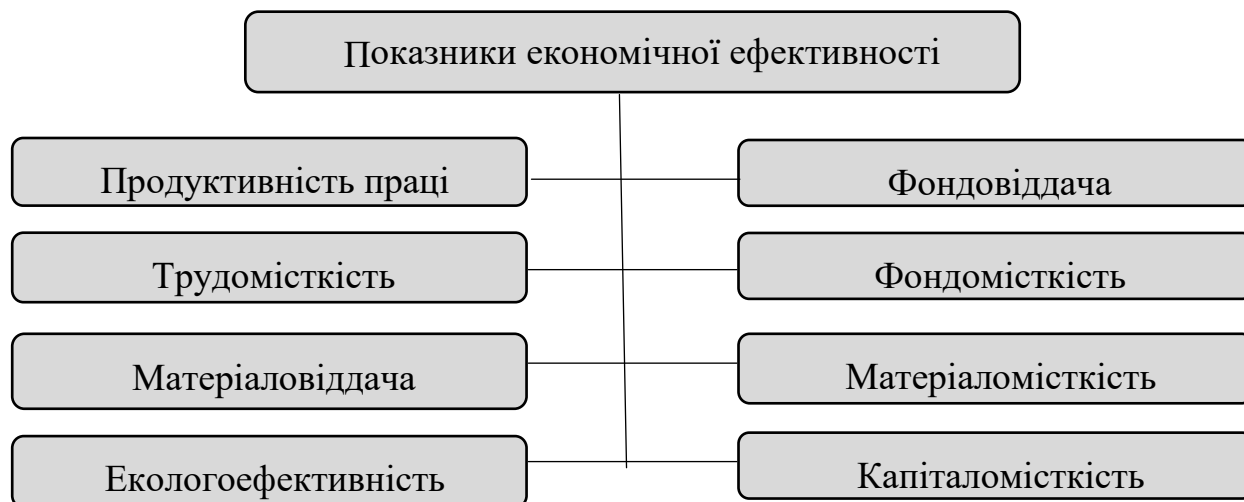 Показники економічної ефективності
Продуктивність праці
Фондовіддача
Трудомісткість
Фондомісткість
Матеріаловіддача
Матеріаломісткість
Екологоефективність
Капіталомісткість